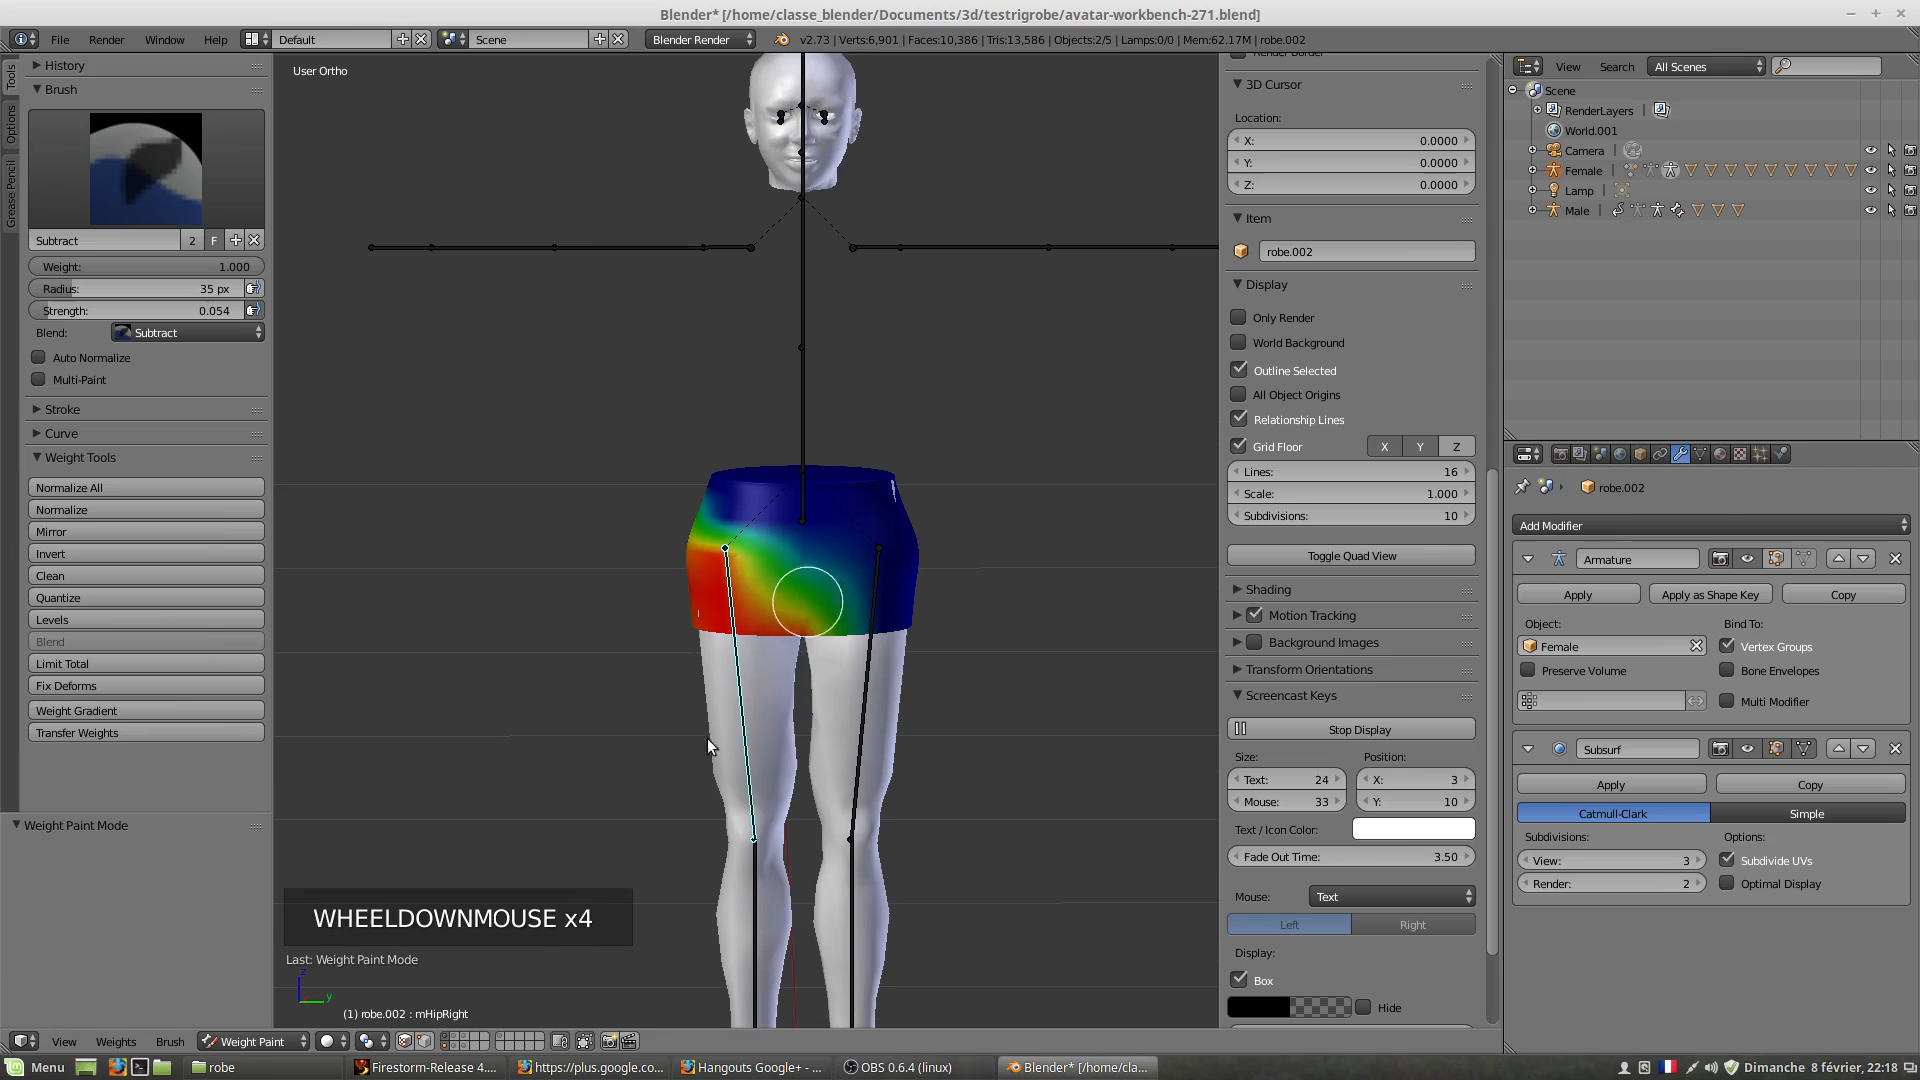 Blender* [/home/classe_blender/Documents/3d/testrigrobe/avatar-workbench-271.blend]
File Render Window Help Default Scene Blender Render v2.73 | Verts:6,901 | Faces:10,386 | Tris:13,586 | Objects:2/5 | Lamps:0/0 | Mem:62.17M | robe.002
Tools
Options
Grease Pencil
History
Brush
Subtract 2 F
Weight: 1.000
Radius: 35 px
Strength: 0.054
Blend: Subtract
Auto Normalize
Multi-Paint
Stroke
Curve
Weight Tools
Normalize All
Normalize
Mirror
Invert
Clean
Quantize
Levels
Blend
Limit Total
Fix Deforms
Weight Gradient
Transfer Weights
Weight Paint Mode
User Ortho
WHEELDOWNMOUSE x4
Last: Weight Paint Mode
z
y
(1) robe.002 : mHipRight
View Weights Brush Weight Paint
Render Border
3D Cursor
Location:
X: 0.0000
Y: 0.0000
Z: 0.0000
Item
robe.002
Display
Only Render
World Background
Outline Selected
All Object Origins
Relationship Lines
Grid Floor X Y Z
Lines: 16
Scale: 1.000
Subdivisions: 10
Toggle Quad View
Shading
Motion Tracking
Background Images
Transform Orientations
Screencast Keys
Stop Display
Size: Position:
Text: 24 X: 3
Mouse: 33 Y: 10
Text / Icon Color:
Fade Out Time: 3.50
Mouse: Text
Left Right
Display:
Box
Hide
View Search All Scenes
Scene
RenderLayers
World.001
Camera
Female
Lamp
Male
robe.002
Add Modifier
Armature
Apply Apply as Shape Key Copy
Object: Bind To:
Female Vertex Groups
Preserve Volume Bone Envelopes
Multi Modifier
Subsurf
Apply Copy
Catmull-Clark Simple
Subdivisions: Options:
View: 3 Subdivide UVs
Render: 2 Optimal Display
Menu robe Firestorm-Release 4.... https://plus.google.co... Hangouts Google+ - ... OBS 0.6.4 (linux) Blender* [/home/cla... Dimanche 8 février, 22:18